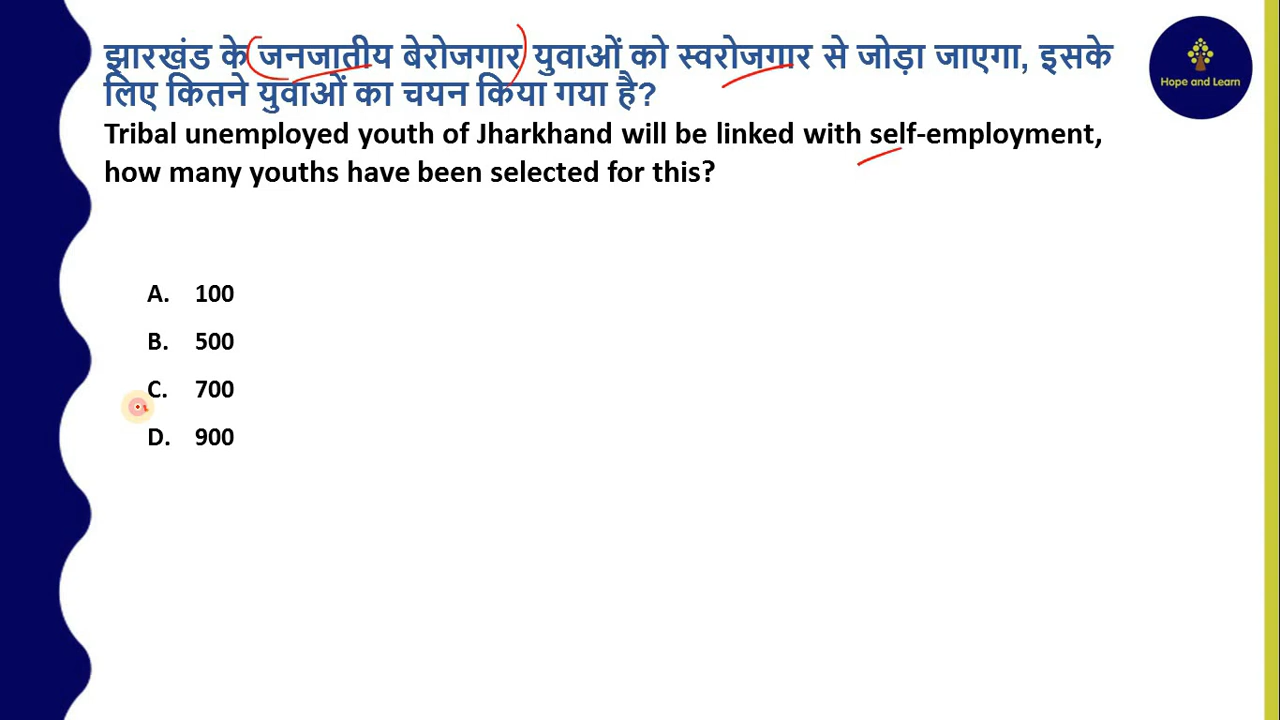 झारखंड के जनजातीय बेरोजगार युवाओं को स्वरोजगार से जोड़ा जाएगा, इसके
लिए कितने युवाओं का चयन किया गया है?
Tribal unemployed youth of Jharkhand will be linked with self-employment,
how many youths have been selected for this?
Hope and Learn
A. 100
B. 500
C. 700
D. 900